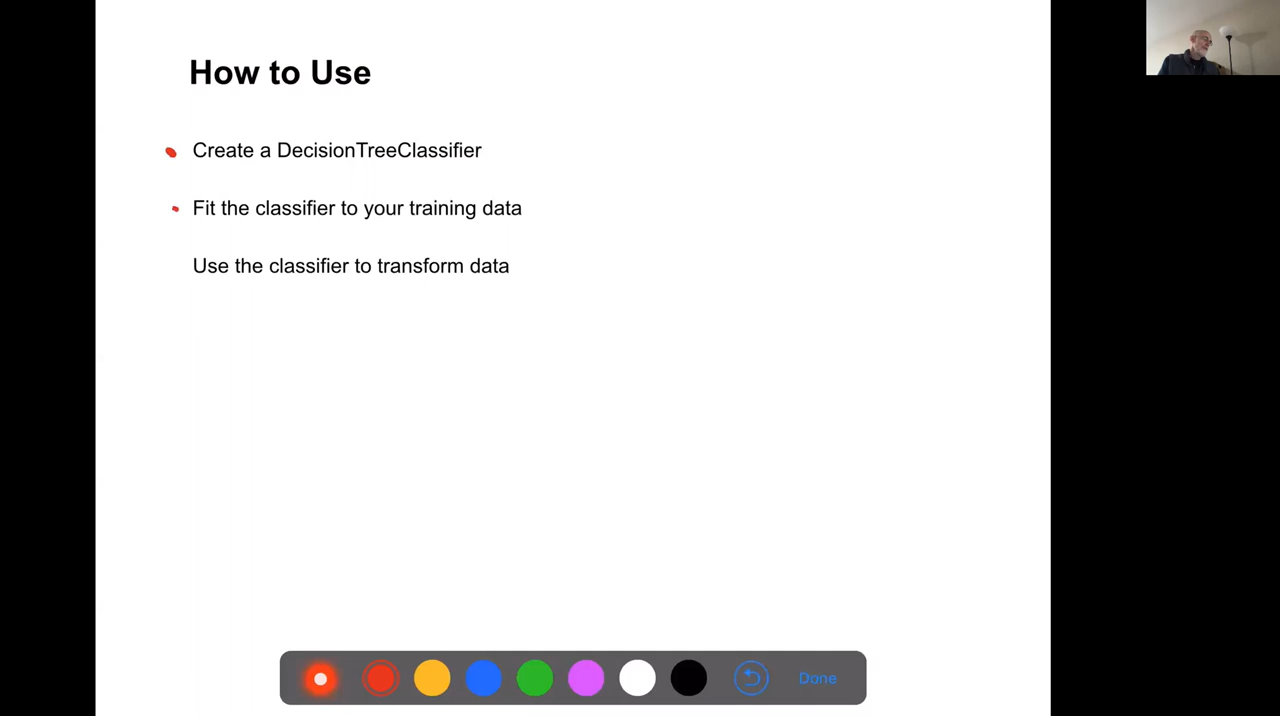 How to Use
Create a DecisionTreeClassifier
Fit the classifier to your training data
Use the classifier to transform data
Done